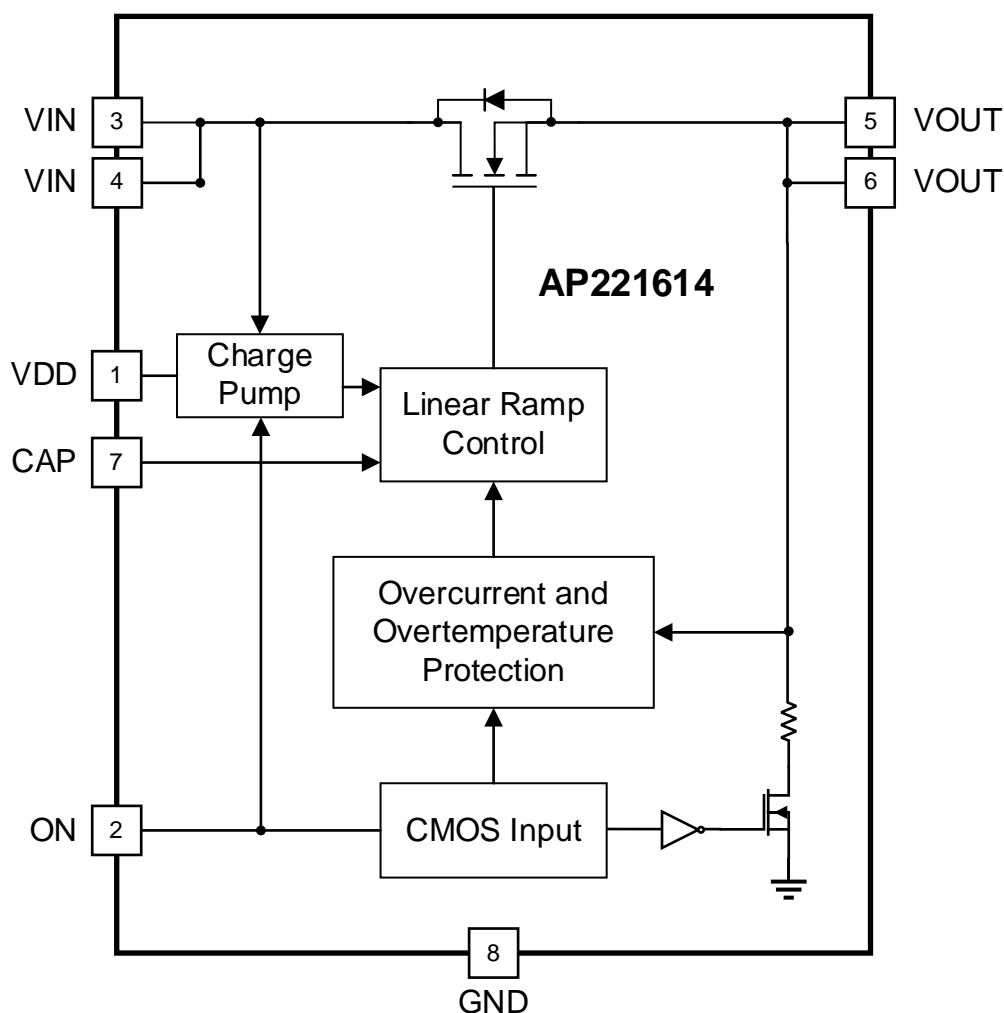 VIN
3
5
VOUT
VIN
4
6
VOUT
AP221614
VDD
1
Charge
Pump
Linear Ramp
Control
CAP
7
Overcurrent and
Overtemperature
Protection
ON
2
CMOS Input
8
GND